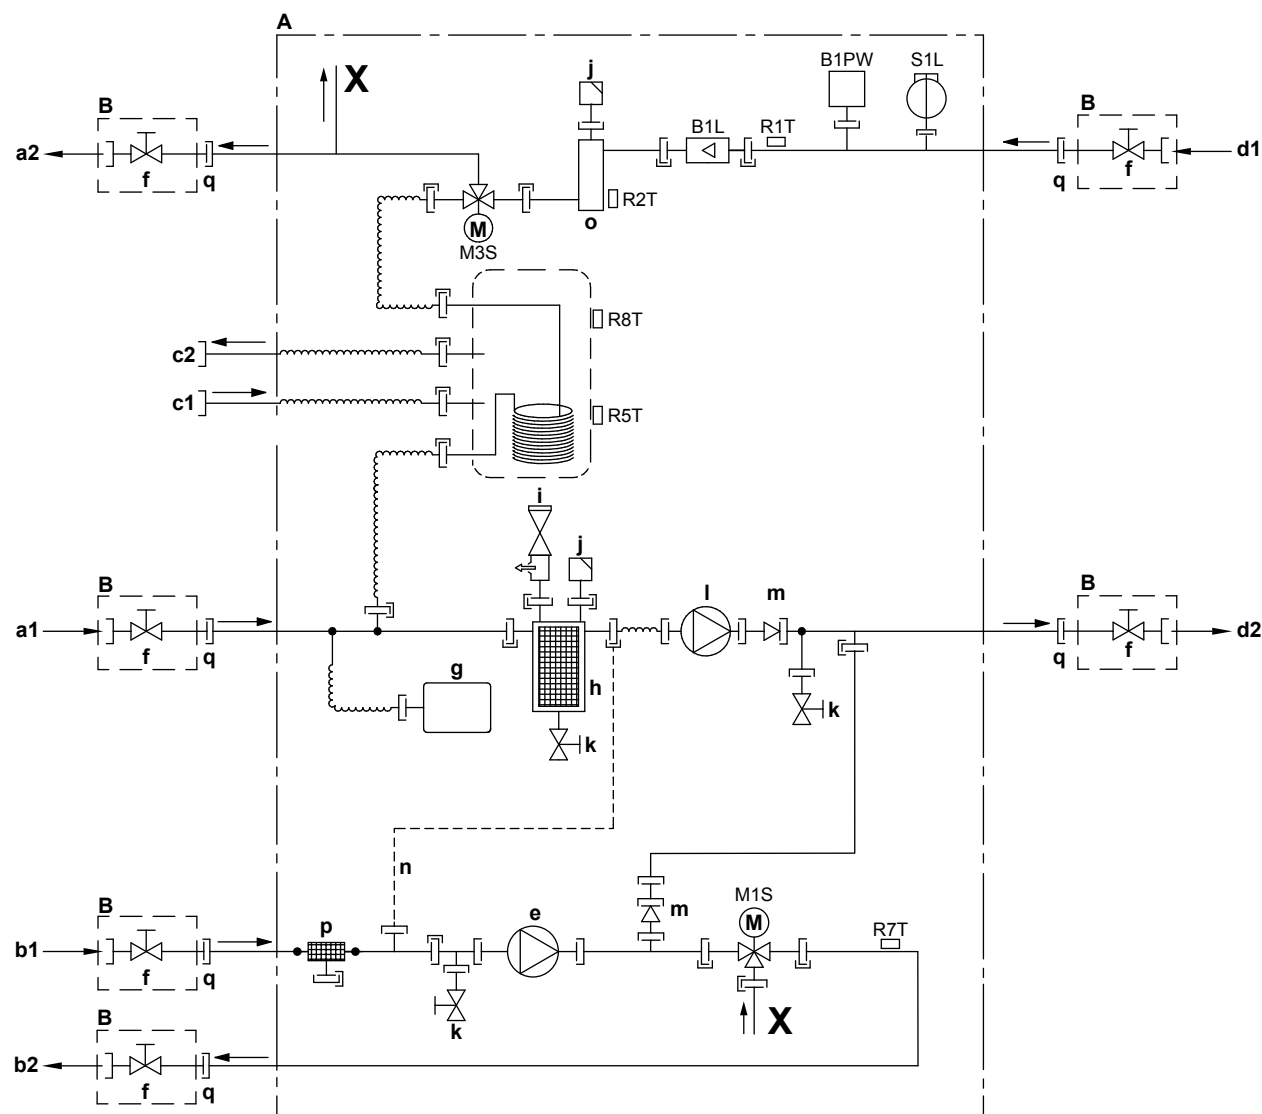 A
X
j
B1PW
S1L
B
B
B1L
R1T
a2
d1
f
q
q
f
R2T
o
M
M3S
R8T
c2
c1
R5T
i
j
B
l
m
B
a1
d2
f
q
q
f
g
h
k
k
n
M1S
B
p
e
m
M
R7T
b1
f
q
k
X
B
b2
f
q